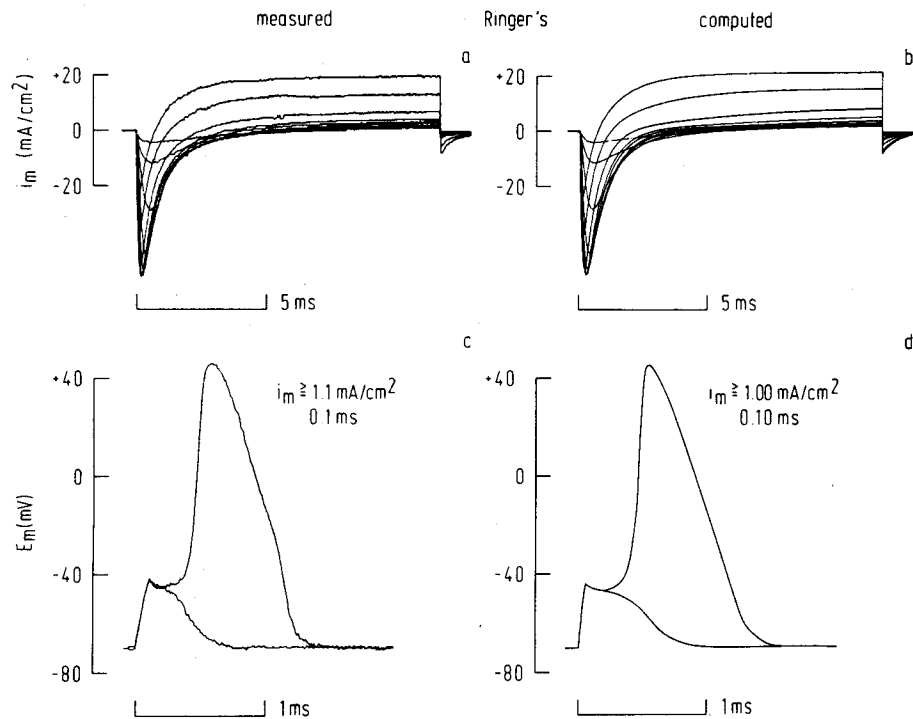 measured
Ringer's
computed
a
b
i_m (mA/cm²)
+20
0
-20
+20
0
-20
5 ms
5 ms
c
d
E_m(mV)
+40
0
-40
-80
+40
0
-40
-80
i_m ≧ 1.1 mA/cm²
0.1 ms
ı_m ≧ 1.00 mA/cm²
0.10 ms
1 ms
1 ms